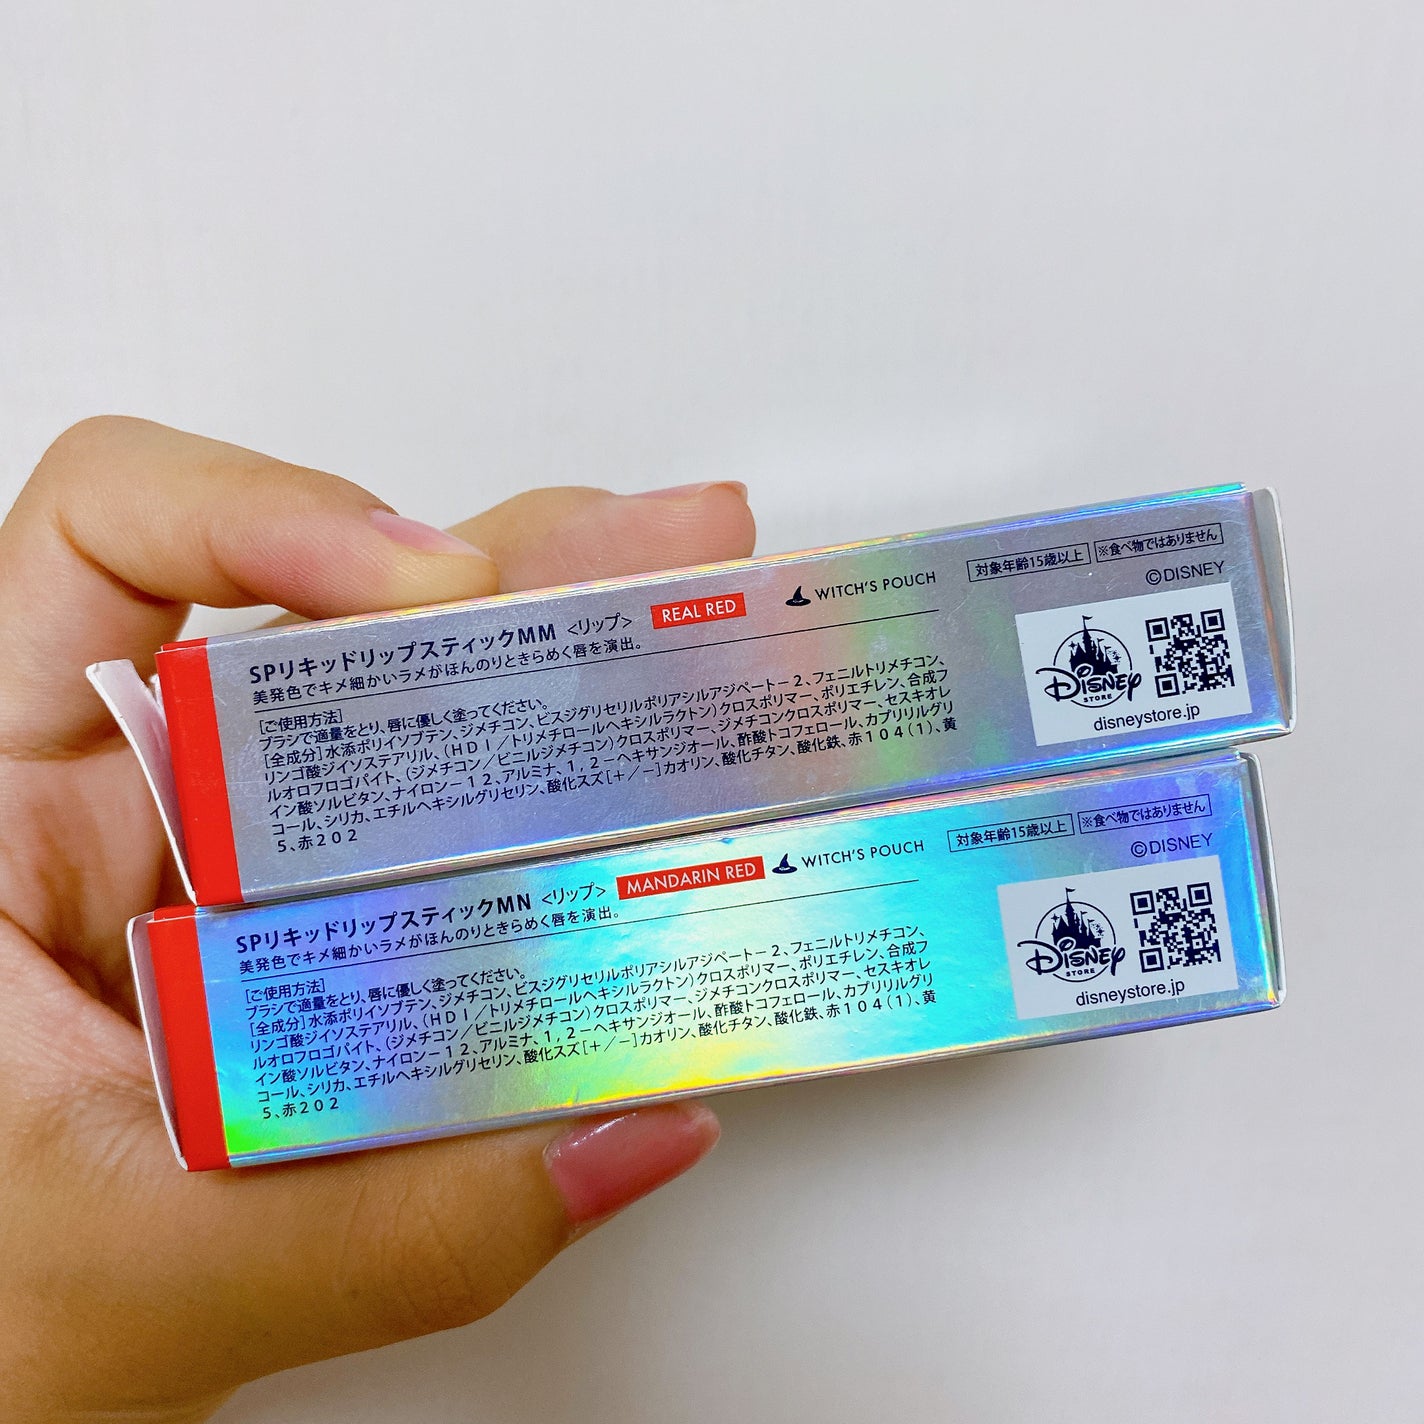 SPリキッドリップスティックMM <リップ> REAL RED WITCH'S POUCH
対象年齢15歳以上 ※食べ物ではありません
©DISNEY
美発色でキメ細かいラメがほんのりときらめく唇を演出。
[ご使用方法]
ブラシで適量をとり、唇に優しく塗ってください。
[全成分]水添ポリイソブテン、ジメチコン、ビスジグリセリルポリアシルアジペート-2、フェニルトリメチコン、
リンゴ酸ジイソステアリル、(HDI/トリメチロールヘキシルラクトン)クロスポリマー、ポリエチレン、合成フ
ルオロフロゴパイト、(ジメチコン/ビニルジメチコン)クロスポリマー、ジメチコンクロスポリマー、セスキオレ
イン酸ソルビタン、ナイロン-12、アルミナ、1,2-ヘキサンジオール、酢酸トコフェロール、カプリリルグリ
コール、シリカ、エチルヘキシルグリセリン、酸化スズ[+/-]カオリン、酸化チタン、酸化鉄、赤104(1)、黄
5、赤202
Disney
STORE
disneystore.jp
SPリキッドリップスティックMN <リップ> MANDARIN RED WITCH'S POUCH
対象年齢15歳以上 ※食べ物ではありません
©DISNEY
美発色でキメ細かいラメがほんのりときらめく唇を演出。
[ご使用方法]
ブラシで適量をとり、唇に優しく塗ってください。
[全成分]水添ポリイソブテン、ジメチコン、ビスジグリセリルポリアシルアジペート-2、フェニルトリメチコン、
リンゴ酸ジイソステアリル、(HDI/トリメチロールヘキシルラクトン)クロスポリマー、ポリエチレン、合成フ
ルオロフロゴパイト、(ジメチコン/ビニルジメチコン)クロスポリマー、ジメチコンクロスポリマー、セスキオレ
イン酸ソルビタン、ナイロン-12、アルミナ、1,2-ヘキサンジオール、酢酸トコフェロール、カプリリルグリ
コール、シリカ、エチルヘキシルグリセリン、酸化スズ[+/-]カオリン、酸化チタン、酸化鉄、赤104(1)、黄
5、赤202
Disney
STORE
disneystore.jp